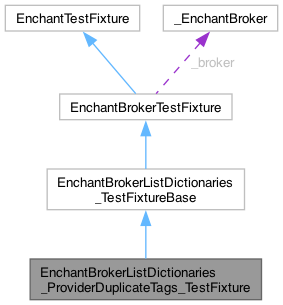 EnchantTestFixture
_EnchantBroker
_broker
EnchantBrokerTestFixture
EnchantBrokerListDictionaries
_TestFixtureBase
EnchantBrokerListDictionaries
_ProviderDuplicateTags_TestFixture